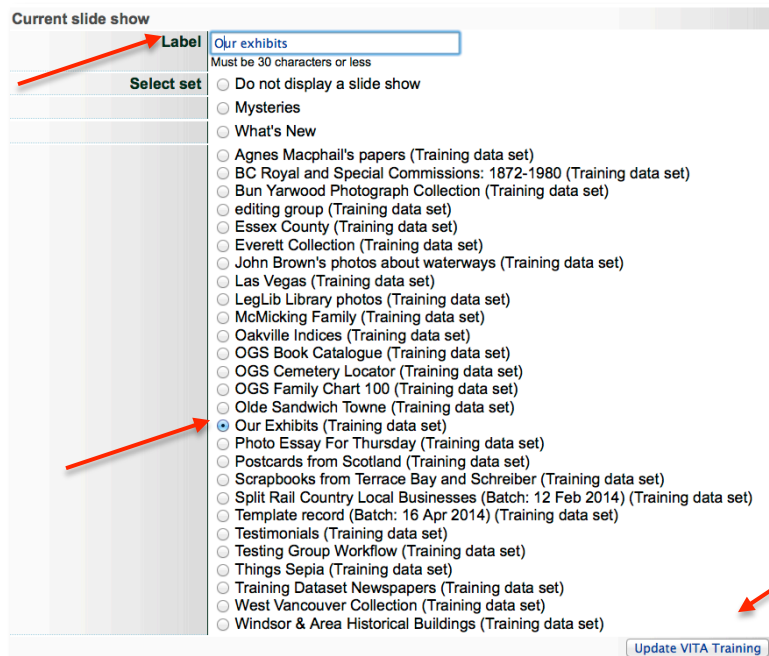 Current slide show
Label Our exhibits
Must be 30 characters or less
Select set Do not display a slide show
Mysteries
What's New
Agnes Macphail's papers (Training data set)
BC Royal and Special Commissions: 1872-1980 (Training data set)
Bun Yarwood Photograph Collection (Training data set)
editing group (Training data set)
Essex County (Training data set)
Everett Collection (Training data set)
John Brown's photos about waterways (Training data set)
Las Vegas (Training data set)
LegLib Library photos (Training data set)
McMicking Family (Training data set)
Oakville Indices (Training data set)
OGS Book Catalogue (Training data set)
OGS Cemetery Locator (Training data set)
OGS Family Chart 100 (Training data set)
Olde Sandwich Towne (Training data set)
Our Exhibits (Training data set)
Photo Essay For Thursday (Training data set)
Postcards from Scotland (Training data set)
Scrapbooks from Terrace Bay and Schreiber (Training data set)
Split Rail Country Local Businesses (Batch: 12 Feb 2014) (Training data set)
Template record (Batch: 16 Apr 2014) (Training data set)
Testimonials (Training data set)
Testing Group Workflow (Training data set)
Things Sepia (Training data set)
Training Dataset Newspapers (Training data set)
West Vancouver Collection (Training data set)
Windsor & Area Historical Buildings (Training data set)
Update VITA Training